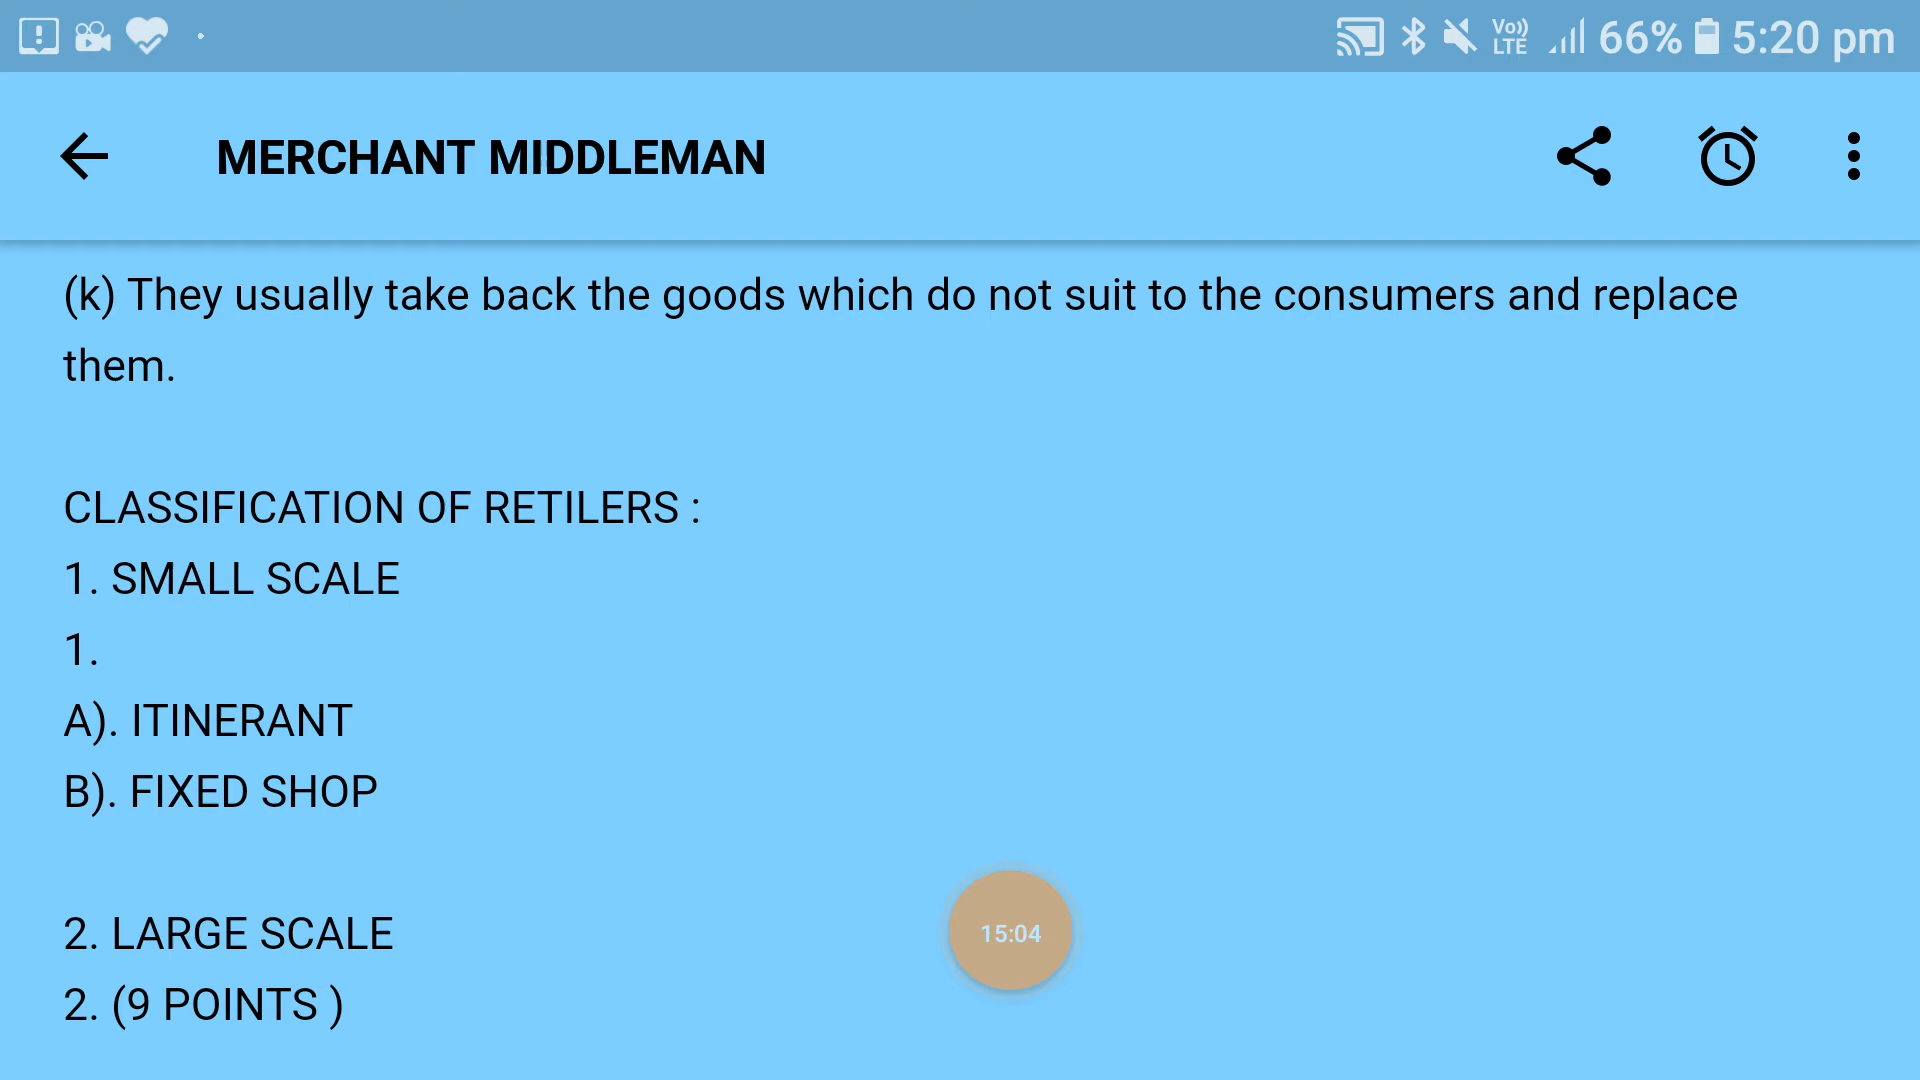 Vo)) LTE 66% 5:20 pm
MERCHANT MIDDLEMAN
(k) They usually take back the goods which do not suit to the consumers and replace
them.
CLASSIFICATION OF RETILERS :
1. SMALL SCALE
1.
A). ITINERANT
B). FIXED SHOP
2. LARGE SCALE
15:04
2. (9 POINTS )